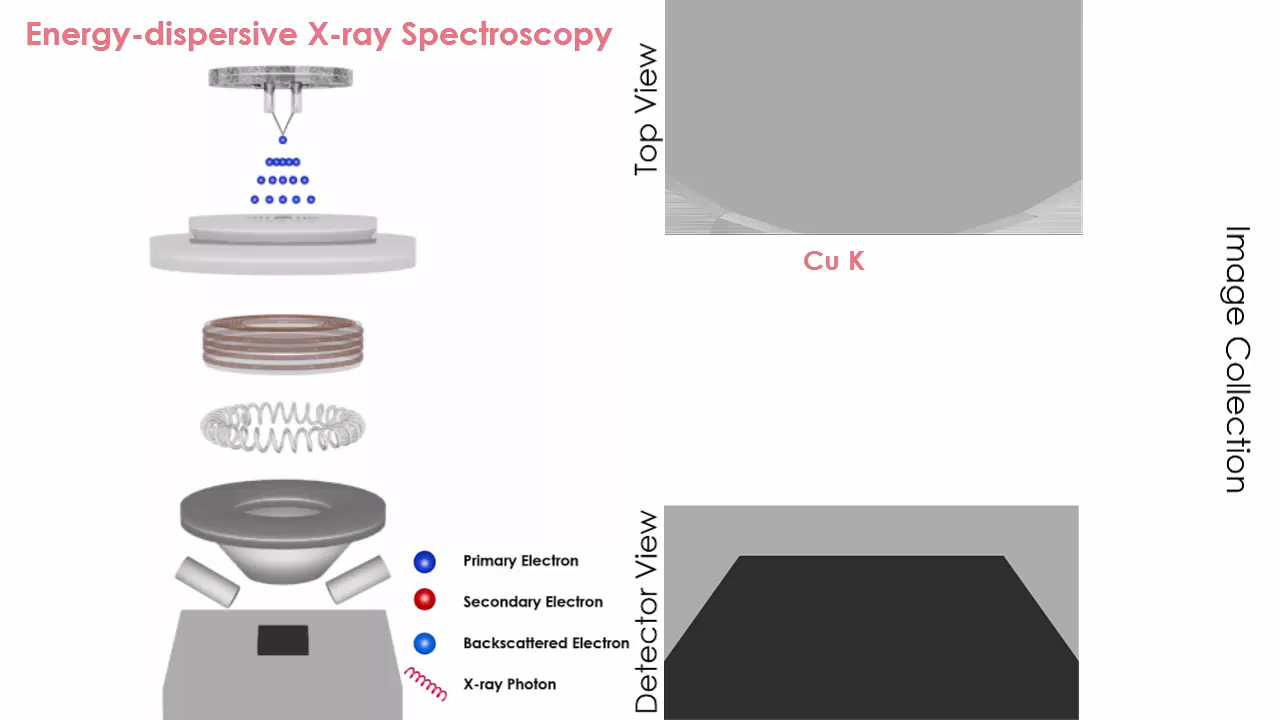 Energy-dispersive X-ray Spectroscopy
Top View
Cu K
Image Collection
Detector View
Primary Electron
Secondary Electron
Backscattered Electron
X-ray Photon